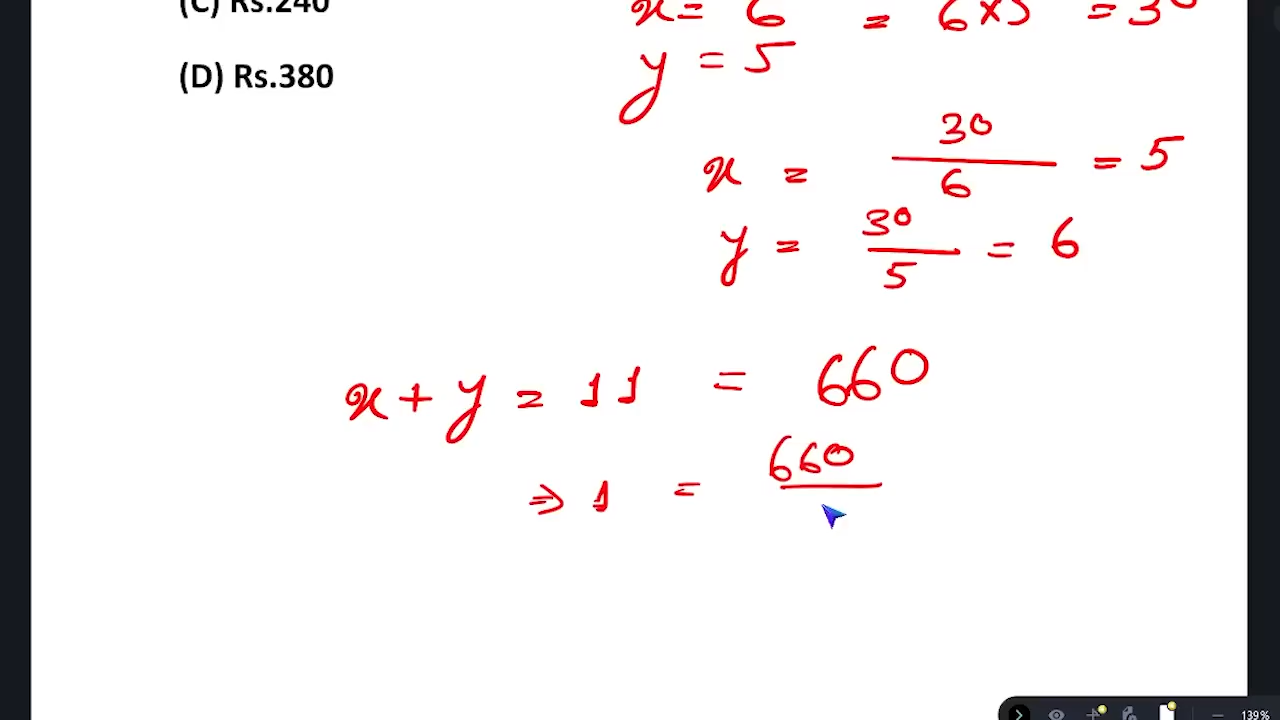 (C) Rs.240
x = 6 = 6×5 = 30
(D) Rs.380
y = 5
x = 30/6 = 5
y = 30/5 = 6
x + y = 11 = 660
⇒ 1 = 660
139%